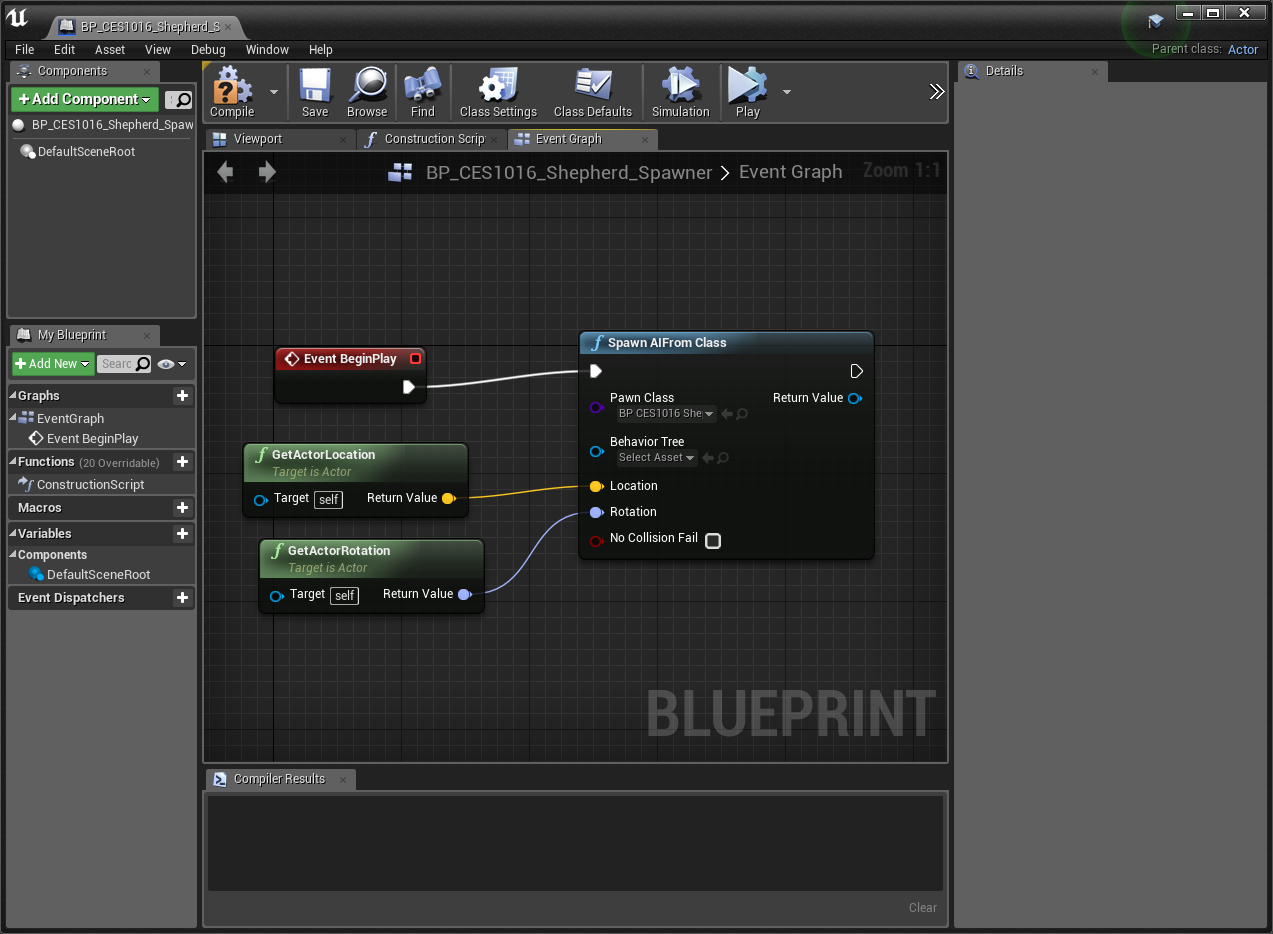 BP_CES1016_Shepherd_S
File Edit Asset View Debug Window Help
Parent class: Actor
Components
+Add Component
BP_CES1016_Shepherd_Spaw
DefaultSceneRoot
My Blueprint
+Add New
Searc
Graphs
EventGraph
Event BeginPlay
Functions (20 Overridable)
ConstructionScript
Macros
Variables
Components
DefaultSceneRoot
Event Dispatchers
Compile
Save
Browse
Find
Class Settings
Class Defaults
Simulation
Play
Viewport
Construction Scrip
Event Graph
BP_CES1016_Shepherd_Spawner > Event Graph
Zoom 1:1
Event BeginPlay
GetActorLocation
Target is Actor
Target self Return Value
GetActorRotation
Target is Actor
Target self Return Value
Spawn AIFrom Class
Pawn Class Return Value
BP CES1016 She
Behavior Tree
Select Asset
Location
Rotation
No Collision Fail
BLUEPRINT
Compiler Results
Clear
Details